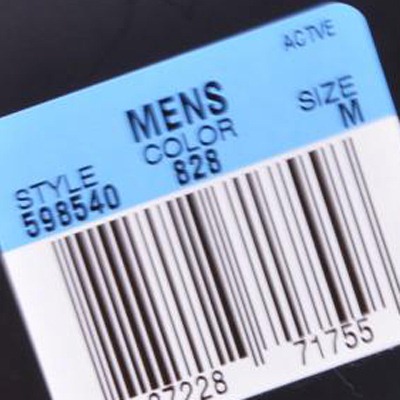 ACTVE
MENS
SIZE
COLOR
M
STYLE
828
598540
71755